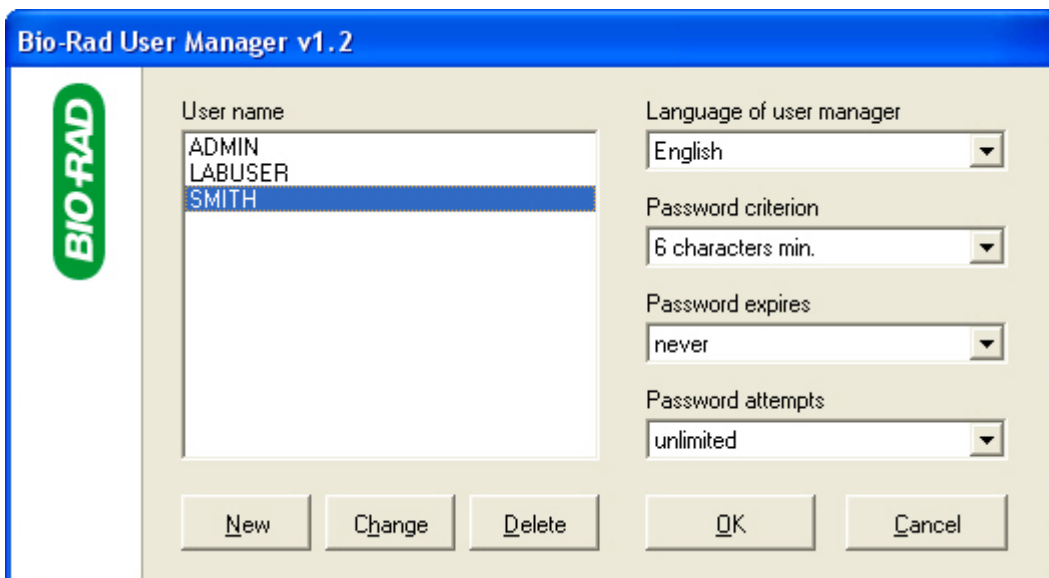 Bio-Rad User Manager v1.2
BIO-RAD
User name
ADMIN
LABUSER
SMITH
Language of user manager
English
Password criterion
6 characters min.
Password expires
never
Password attempts
unlimited
New
Change
Delete
OK
Cancel